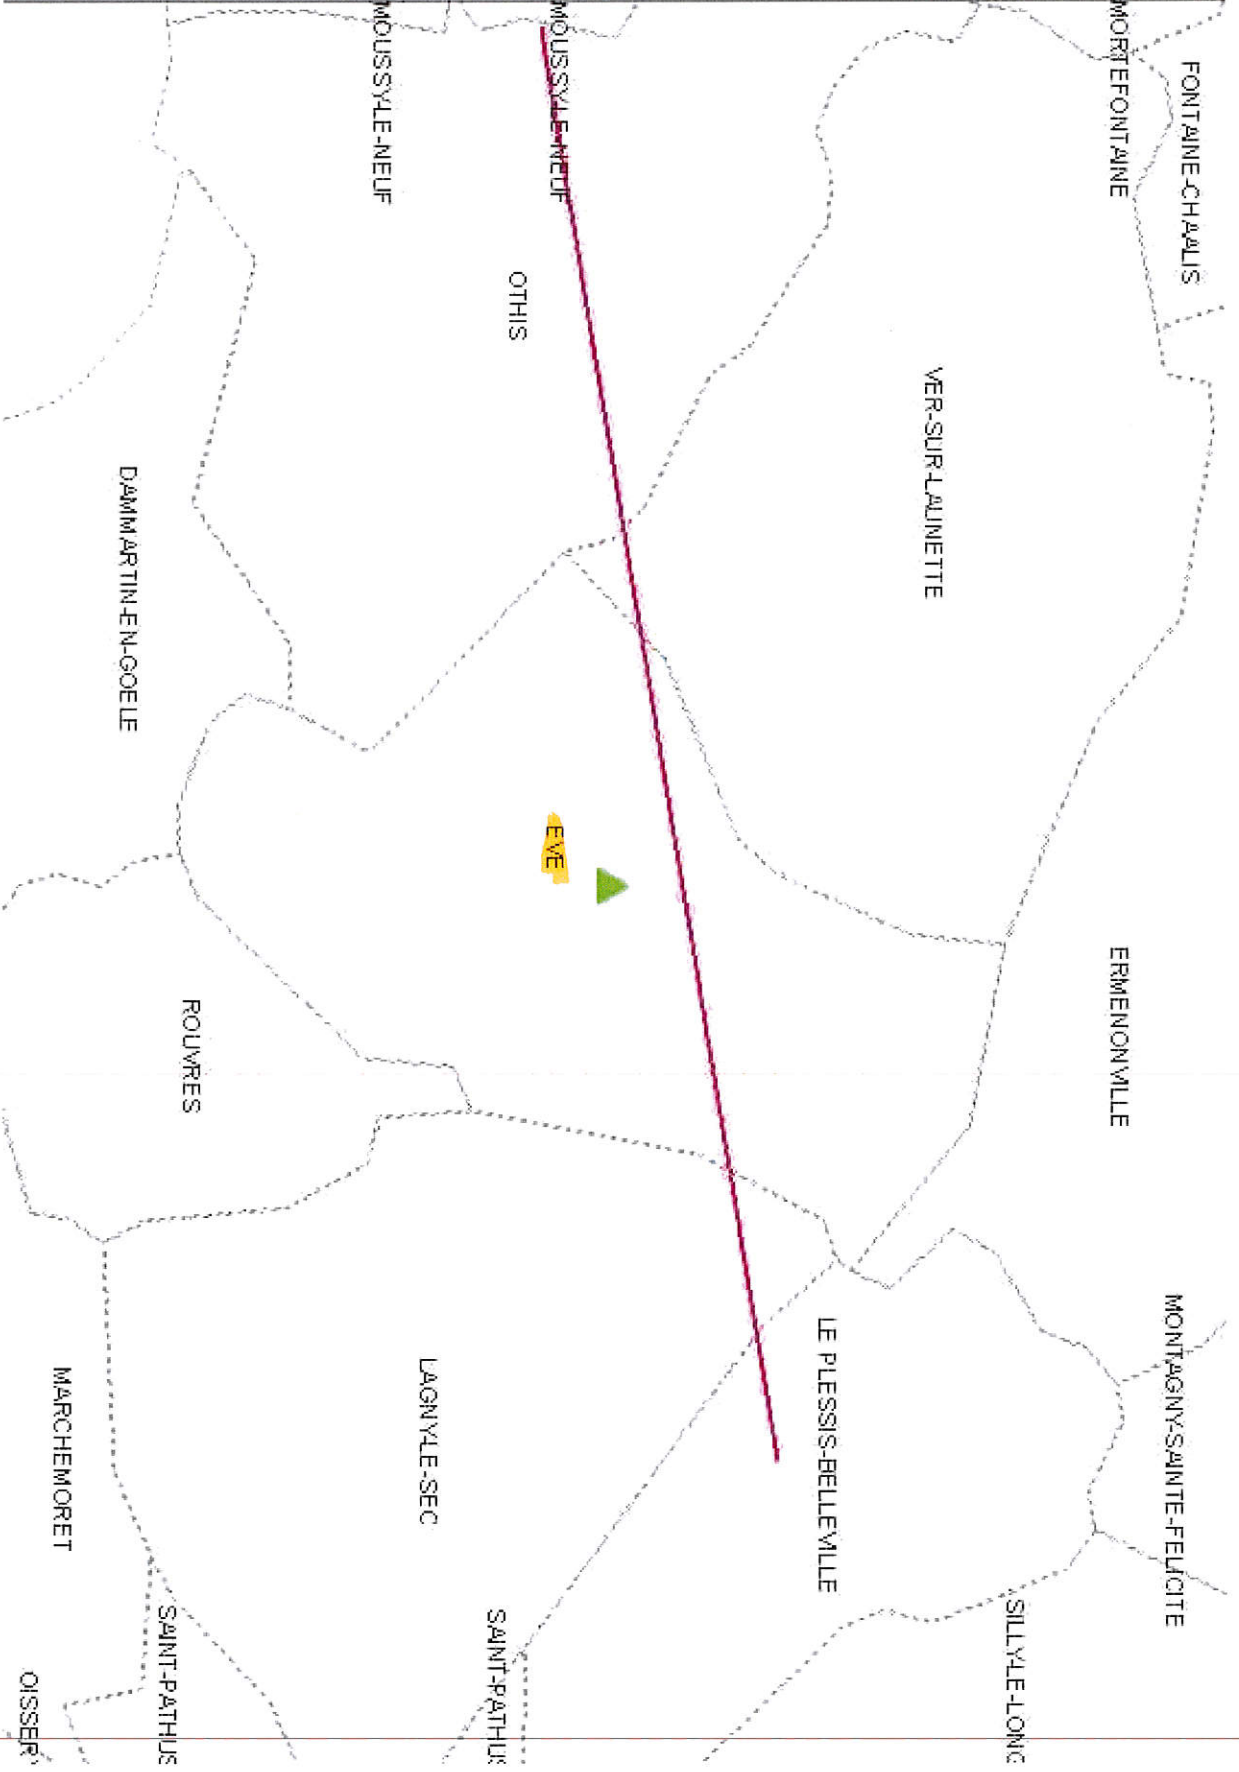 FONTAINE-CHAALIS
MORTEFONTAINE
MONTAGNY-SAINTE-FELICITE
ERMENONVILLE
SILLY-LE-LONG
VER-SUR-LAUNETTE
LE PLESSIS-BELLEVILLE
MOUSSY-LE-NEUF
EVE
OTHIS
SAINT-PATHUS
LAGNY-LE-SEC
MOUSSY-LE-NEUF
ROUVRES
SAINT-PATHUS
DAMMARTIN-EN-GOELE
MARCHEMORET
OISSERY